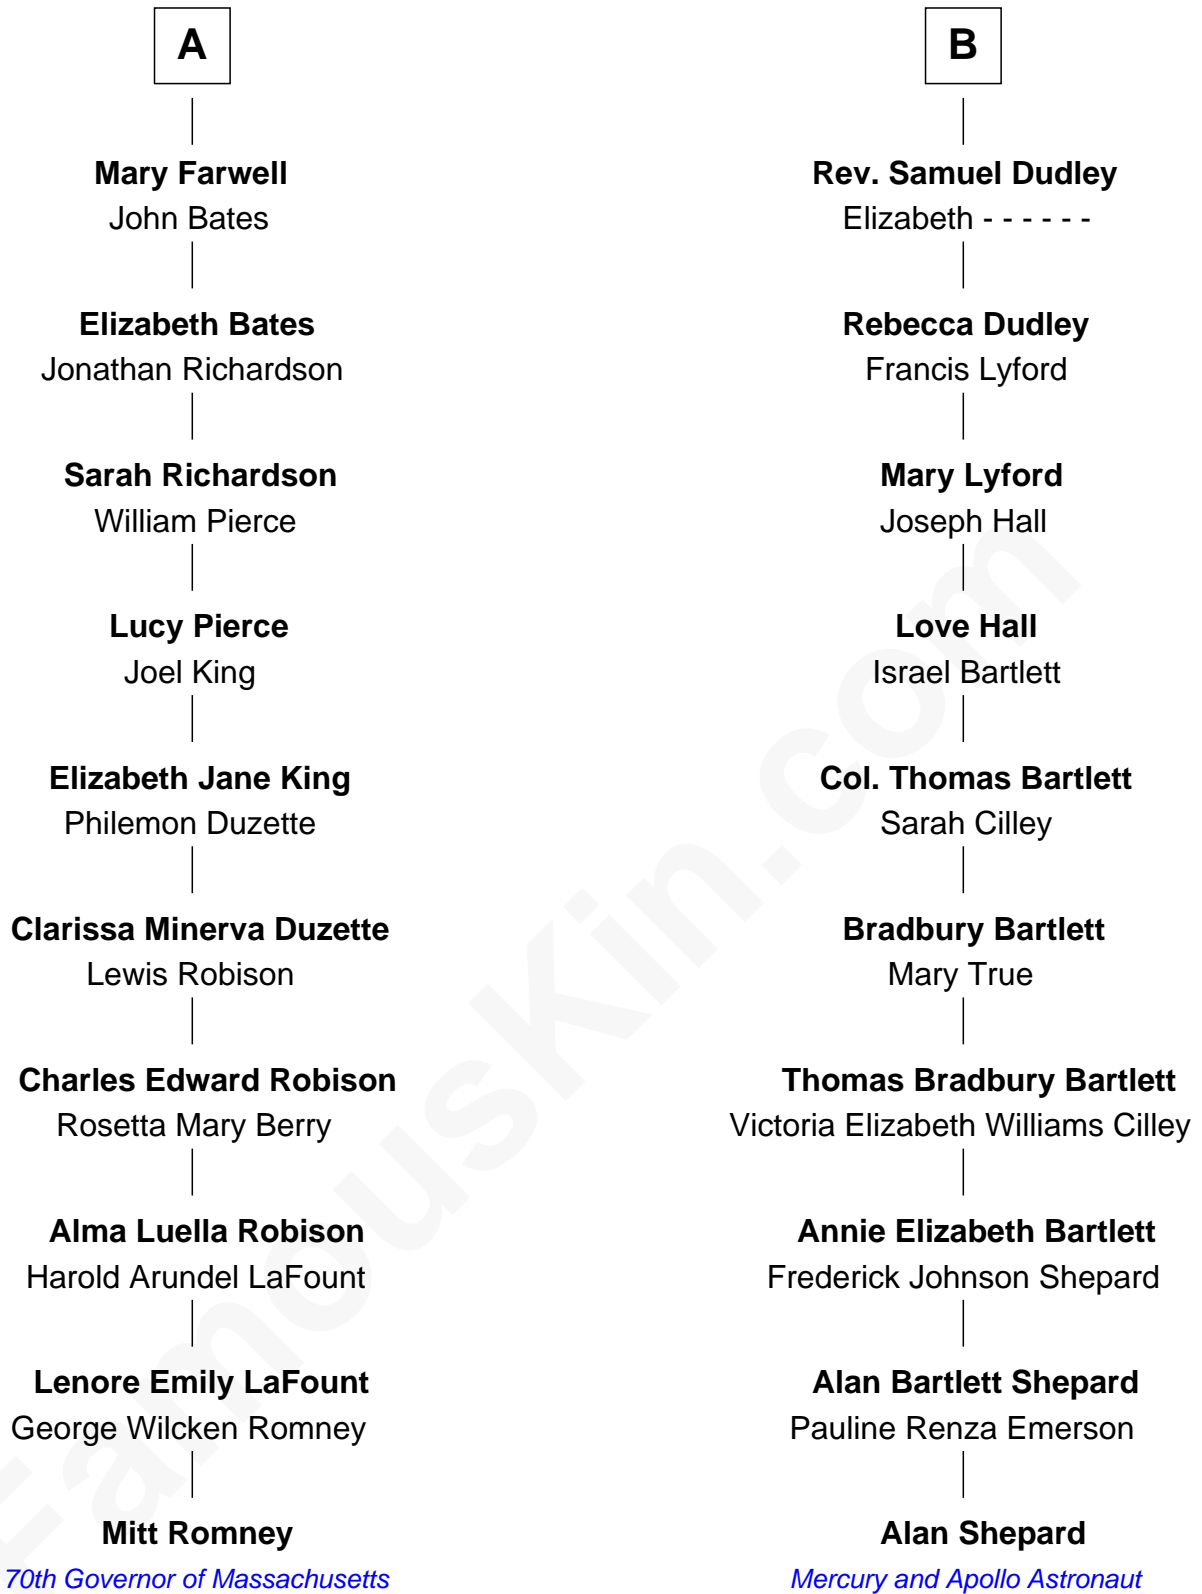 A
Mary Farwell
John Bates
Elizabeth Bates
Jonathan Richardson
Sarah Richardson
William Pierce
Lucy Pierce
Joel King
Elizabeth Jane King
Philemon Duzette
Clarissa Minerva Duzette
Lewis Robison
Charles Edward Robison
Rosetta Mary Berry
Alma Luella Robison
Harold Arundel LaFount
Lenore Emily LaFount
George Wilcken Romney
Mitt Romney
70th Governor of Massachusetts
B
Rev. Samuel Dudley
Elizabeth - - - - - -
Rebecca Dudley
Francis Lyford
Mary Lyford
Joseph Hall
Love Hall
Israel Bartlett
Col. Thomas Bartlett
Sarah Cilley
Bradbury Bartlett
Mary True
Thomas Bradbury Bartlett
Victoria Elizabeth Williams Cilley
Annie Elizabeth Bartlett
Frederick Johnson Shepard
Alan Bartlett Shepard
Pauline Renza Emerson
Alan Shepard
Mercury and Apollo Astronaut
FamousKin.com